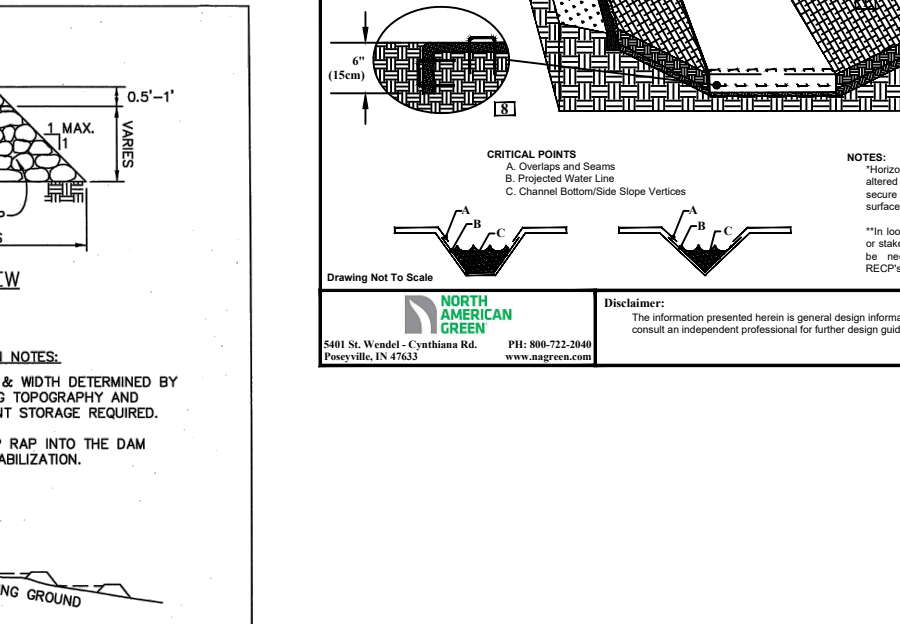 0.5'-1'
1 MAX.
1
VARIES
EW
NOTES:
& WIDTH DETERMINED BY
TOPOGRAPHY AND
STORAGE REQUIRED.
RAP INTO THE DAM
GROUND
6"
(15cm)
8
CRITICAL POINTS
A. Overlaps and Seams
B. Projected Water Line
C. Channel Bottom/Side Slope Vertices
A
B
C
A
B
C
Drawing Not To Scale
NOTES:
*Horizo
altered
secure
surface
**In loo
or stake
be nec
RECP's
NORTH
AMERICAN
GREEN
5401 St. Wendel - Cynthiana Rd.
Poseyville, IN 47633
PH: 800-722-2040
www.nagreen.com
Disclaimer:
The information presented herein is general design informa
consult an independent professional for further design guid